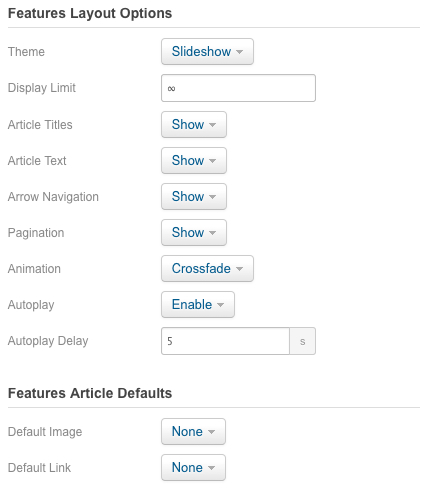 Features Layout Options
Theme Slideshow
Display Limit ∞
Article Titles Show
Article Text Show
Arrow Navigation Show
Pagination Show
Animation Crossfade
Autoplay Enable
Autoplay Delay 5 s
Features Article Defaults
Default Image None
Default Link None